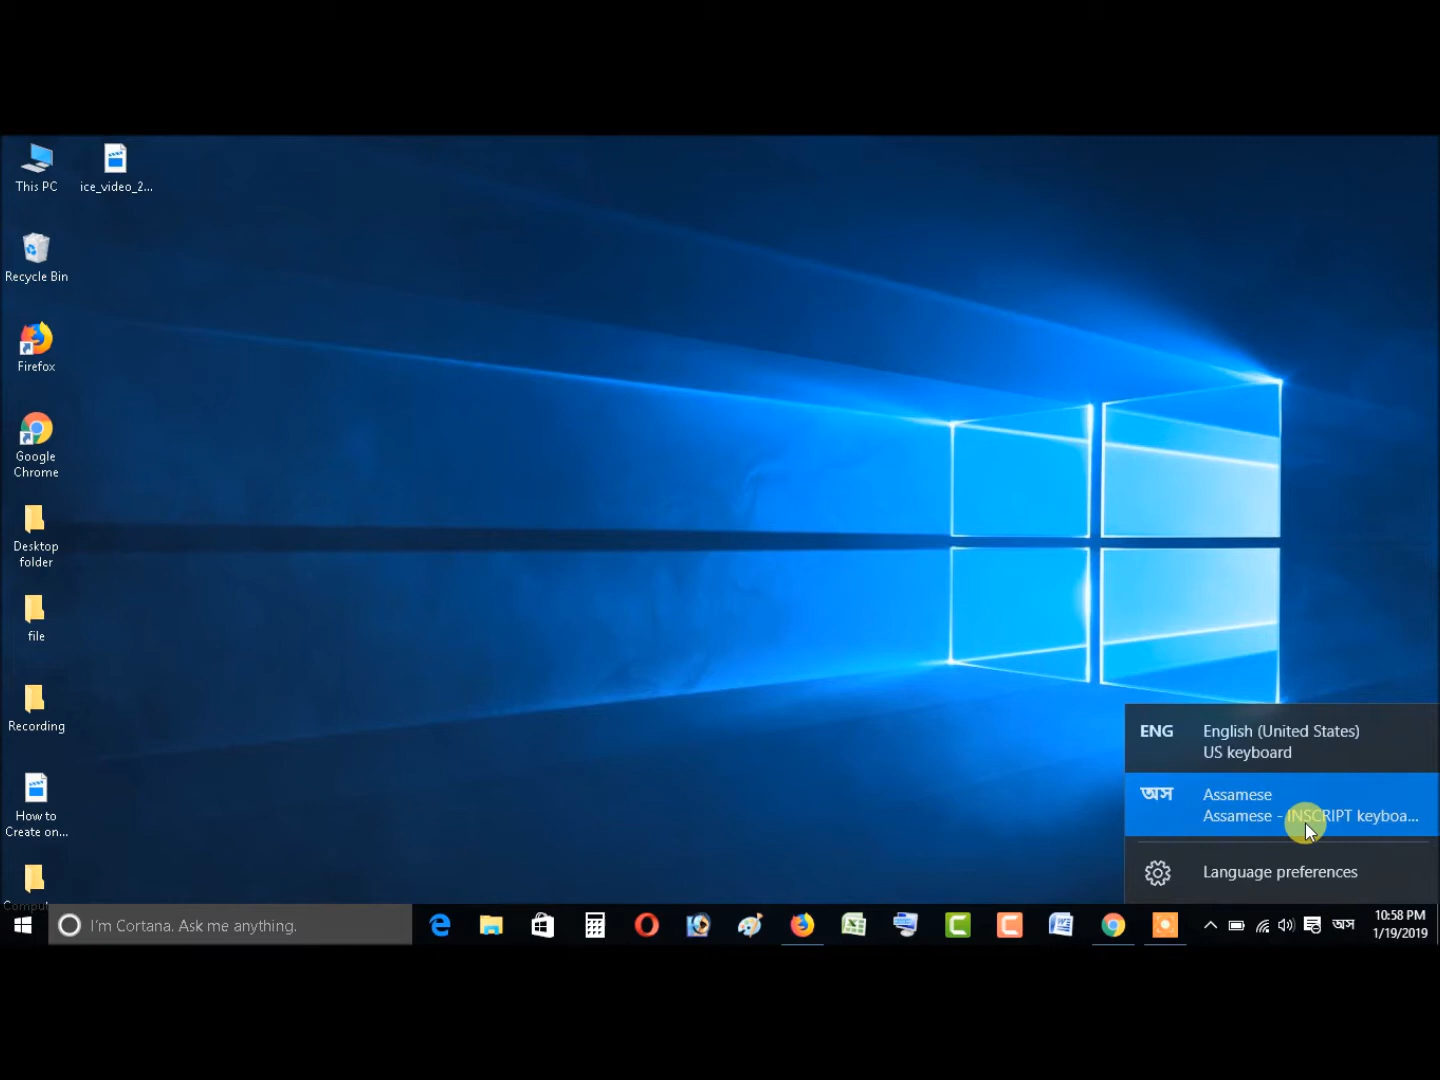 This PC
ice_video_2...
Recycle Bin
Firefox
Google
Chrome
Desktop
folder
file
Recording
How to
Create on...
ENG
English (United States)
US keyboard
অস
Assamese
Assamese - INSCRIPT keyboa...
Language preferences
I'm Cortana. Ask me anything.
অস
10:58 PM
1/19/2019